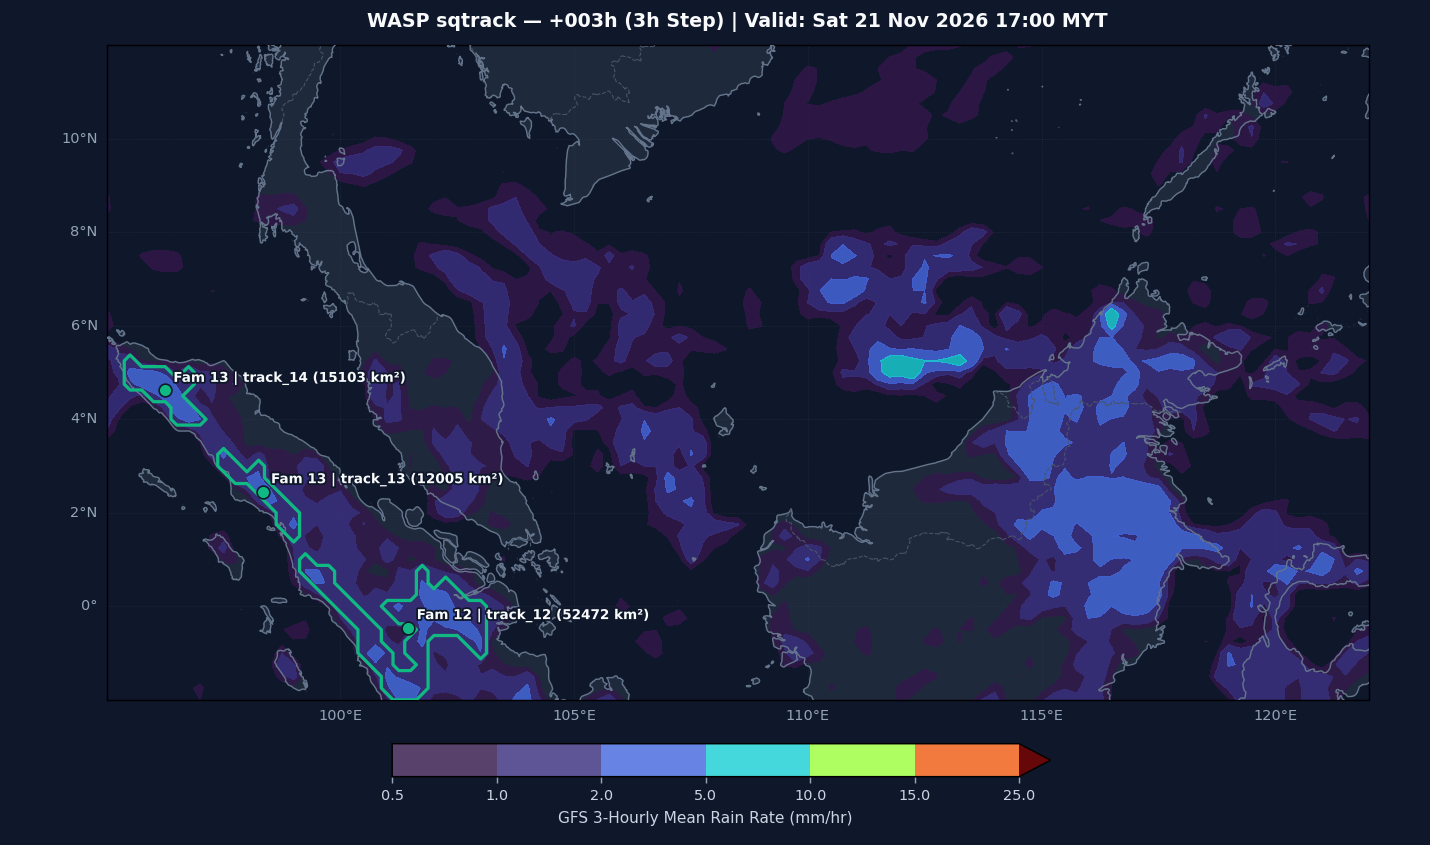 WASP sqtrack — +003h (3h Step) | Valid: Sat 21 Nov 2026 17:00 MYT
10°N
8°N
6°N
Fam 13 | track_14 (15103 km²)
4°N
Fam 13 | track_13 (12005 km²)
2°N
0°
Fam 12 | track_12 (52472 km²)
100°E 105°E 110°E 115°E 120°E
0.5 1.0 2.0 5.0 10.0 15.0 25.0
GFS 3-Hourly Mean Rain Rate (mm/hr)